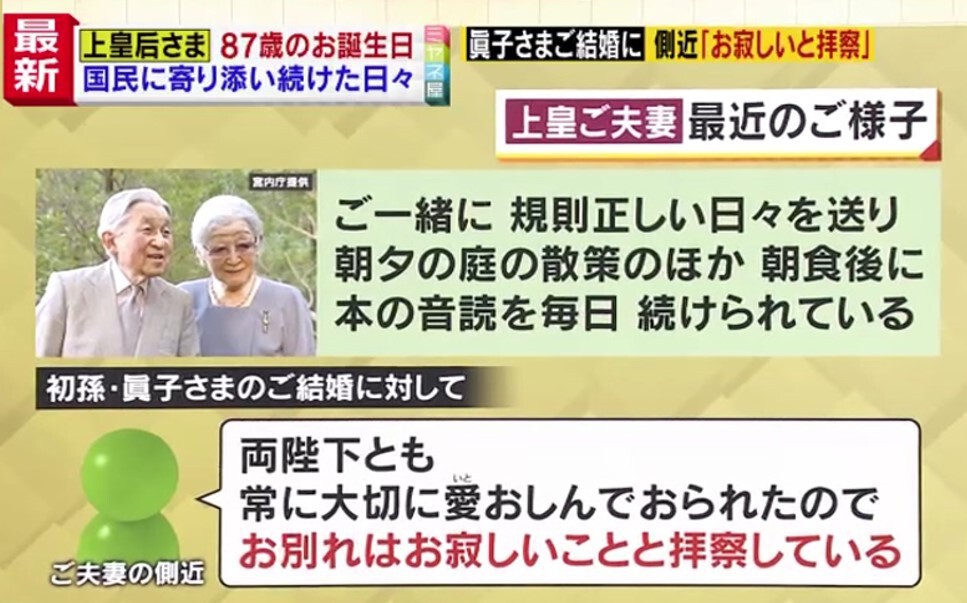 最新
上皇后さま 87歳のお誕生日
国民に寄り添い続けた日々
ミヤネ屋
眞子さまご結婚に 側近「お寂しいと拝察」
上皇ご夫妻 最近のご様子
宮内庁提供
ご一緒に 規則正しい日々を送り
朝夕の庭の散策のほか 朝食後に
本の音読を毎日 続けられている
初孫・眞子さまのご結婚に対して
両陛下とも
いと
常に大切に愛おしんでおられたので
お別れはお寂しいことと拝察している
ご夫妻の側近